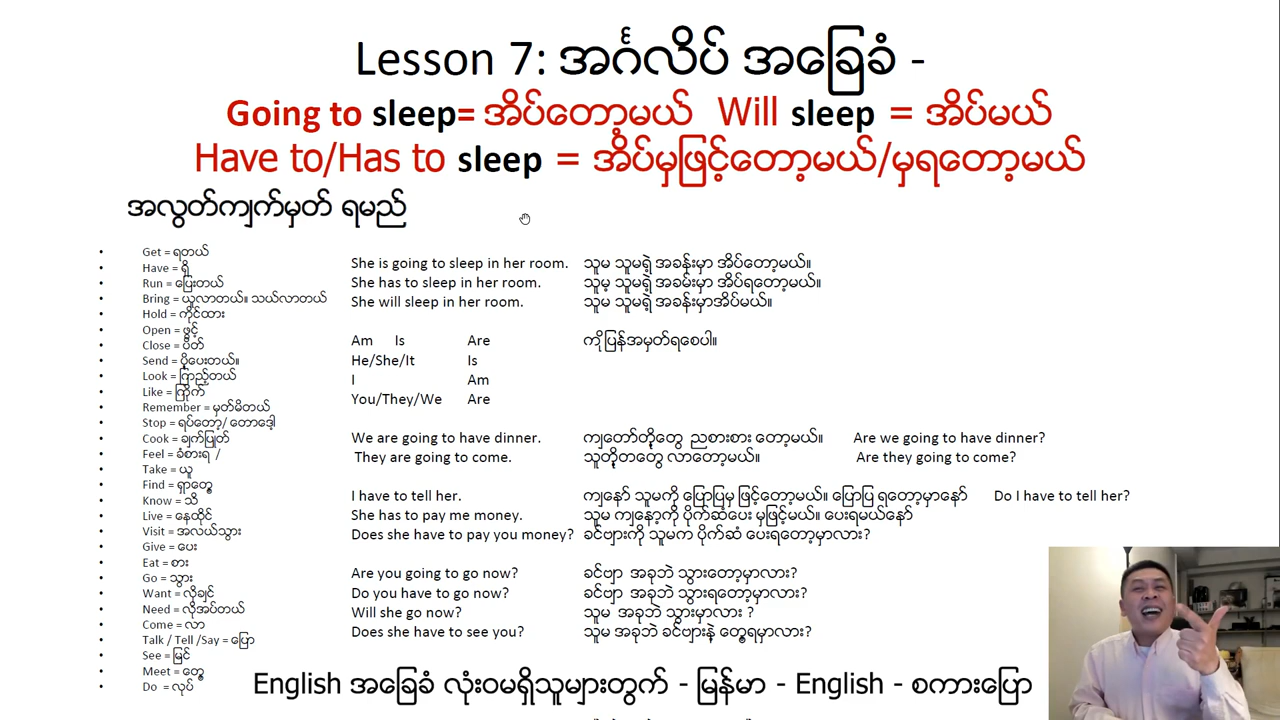 Lesson 7: အင်္ဂလိပ် အခြေခံ -
Going to sleep= အိပ်တော့မယ် Will sleep = အိပ်မယ်
Have to/Has to sleep = အိပ်မှဖြင့်တော့မယ်/မှရတော့မယ်
အလွတ်ကျက်မှတ် ရမည်
• Get = ရတယ်
• Have = ရှိ
• Run = ပြေးတယ်
• Bring = ယူလာတယ်။ သယ်လာတယ်
• Hold = ကိုင်ထား
• Open = ဖွင့်
• Close = ပိတ်
• Send = ပို့ပေးတယ်။
• Look = ကြည့်တယ်
• Like = ကြိုက်
• Remember = မှတ်မိတယ်
• Stop = ရပ်တော့/ တောဒေ့ါ
• Cook = ချက်ပြုတ်
• Feel = ခံစားရ /
• Take = ယူ
• Find = ရှာတွေ့
• Know = သိ
• Live = နေထိုင်
• Visit = အလယ်သွား
• Give = ပေး
• Eat = စား
• Go = သွား
• Want = လိုချင်
• Need = လိုအပ်တယ်
• Come = လာ
• Talk / Tell /Say = ပြော
• See = မြင်
• Meet = တွေ့
• Do = လုပ်
She is going to sleep in her room. သူမ သူမရဲ့ အခန်းမှာ အိပ်တော့မယ်။
She has to sleep in her room. သူမ့ သူမရဲ့ အခမ်းမှာ အိပ်ရတော့မယ်။
She will sleep in her room. သူမ သူမရဲ့ အခန်းမှာအိပ်မယ်။
Am Is Are ကိုပြန်အမှတ်ရစေပါ။
He/She/It Is
I Am
You/They/We Are
We are going to have dinner. ကျတော်တို့တွေ ညစားစား တော့မယ်။ Are we going to have dinner?
They are going to come. သူတို့တတွေ လာတော့မယ်။ Are they going to come?
I have to tell her. ကျနော် သူမကို ပြောပြမှ ဖြင့်တော့မယ်။ ပြောပြ ရတော့မှာနော် Do I have to tell her?
She has to pay me money. သူမ ကျနော့ကို ပိုက်ဆံပေး မှဖြင့်မယ်။ ပေးရမယ်နော်
Does she have to pay you money? ခင်ဗျားကို သူမက ပိုက်ဆံ ပေးရတော့မှာလား?
Are you going to go now? ခင်ဗျာ အခုဘဲ သွားတော့မှာလား?
Do you have to go now? ခင်ဗျာ အခုဘဲ သွားရတော့မှာလား?
Will she go now? သူမ အခုဘဲ သွားမှာလား ?
Does she have to see you? သူမ အခုဘဲ ခင်ဗျားနဲ့ တွေ့ရမှာလား?
English အခြေခံ လုံးဝမရှိသူများတွက် - မြန်မာ - English - စကားပြော